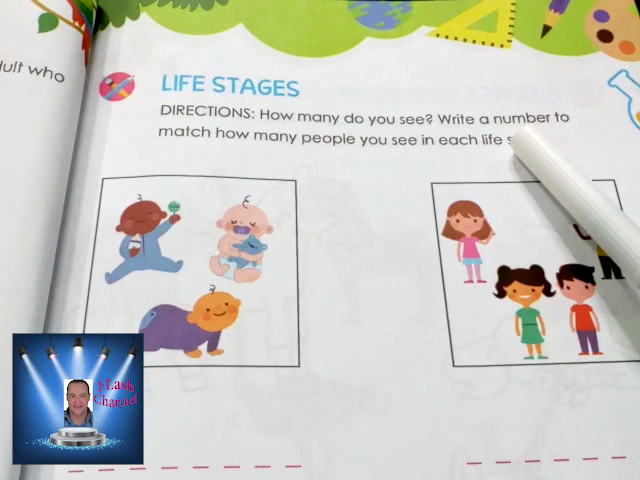 dult who
LIFE STAGES
DIRECTIONS: How many do you see? Write a number to
match how many people you see in each life
Lash
Channel